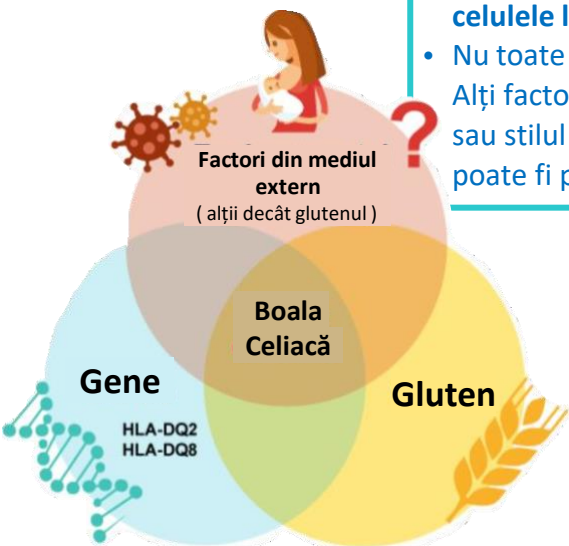 celulele l
• Nu toate
Alți facto
sau stilul
poate fi p
?
Factori din mediul
extern
( alții decât glutenul )
Boala
Celiacă
Gene
HLA-DQ2
HLA-DQ8
Gluten